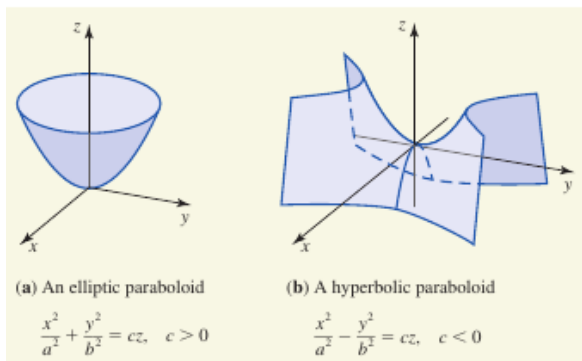 z
z
y
y
x
x
(a) An elliptic paraboloid
(b) A hyperbolic paraboloid
x²/a² + y²/b² = cz, c > 0
x²/a² − y²/b² = cz, c < 0